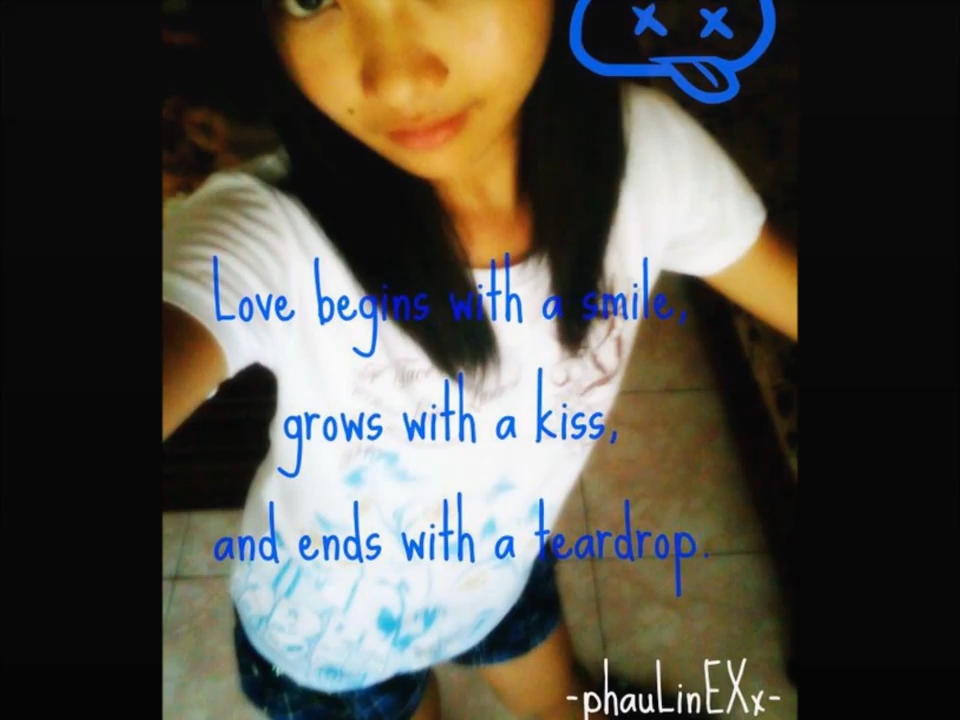 Love begins with a smile,
grows with a kiss,
and ends with a teardrop.
-phauLinEXx-